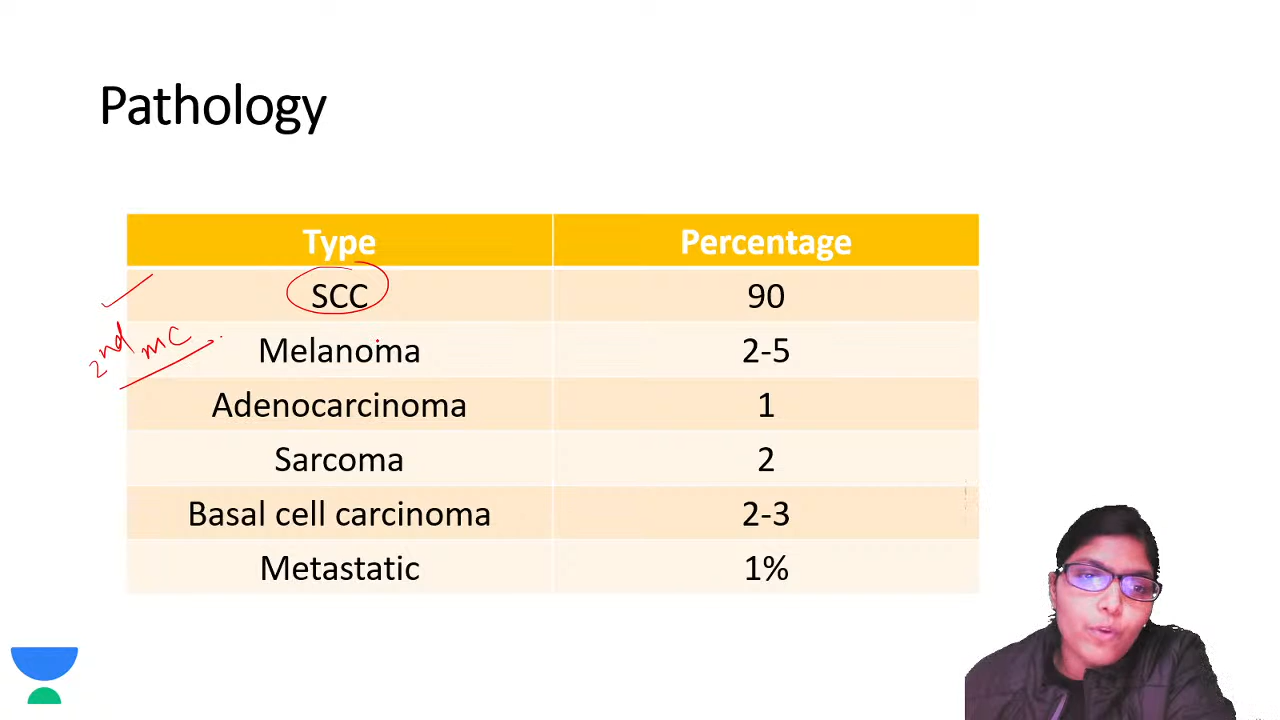 Pathology
Type Percentage
SCC 90
2nd mc
Melanoma 2-5
Adenocarcinoma 1
Sarcoma 2
Basal cell carcinoma 2-3
Metastatic 1%